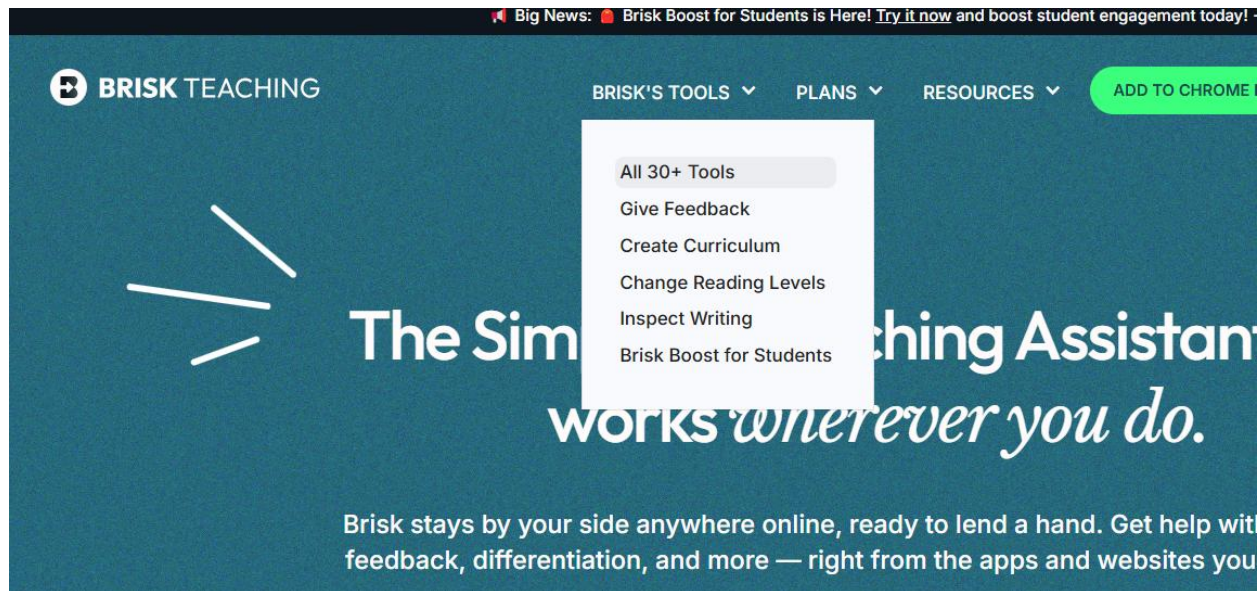 Big News: Brisk Boost for Students is Here! Try it now and boost student engagement today!
BRISK TEACHING
BRISK'S TOOLS
PLANS
RESOURCES
ADD TO CHROME
All 30+ Tools
Give Feedback
Create Curriculum
Change Reading Levels
Inspect Writing
Brisk Boost for Students
The Sim ching Assistant
works wherever you do.
Brisk stays by your side anywhere online, ready to lend a hand. Get help with
feedback, differentiation, and more — right from the apps and websites you